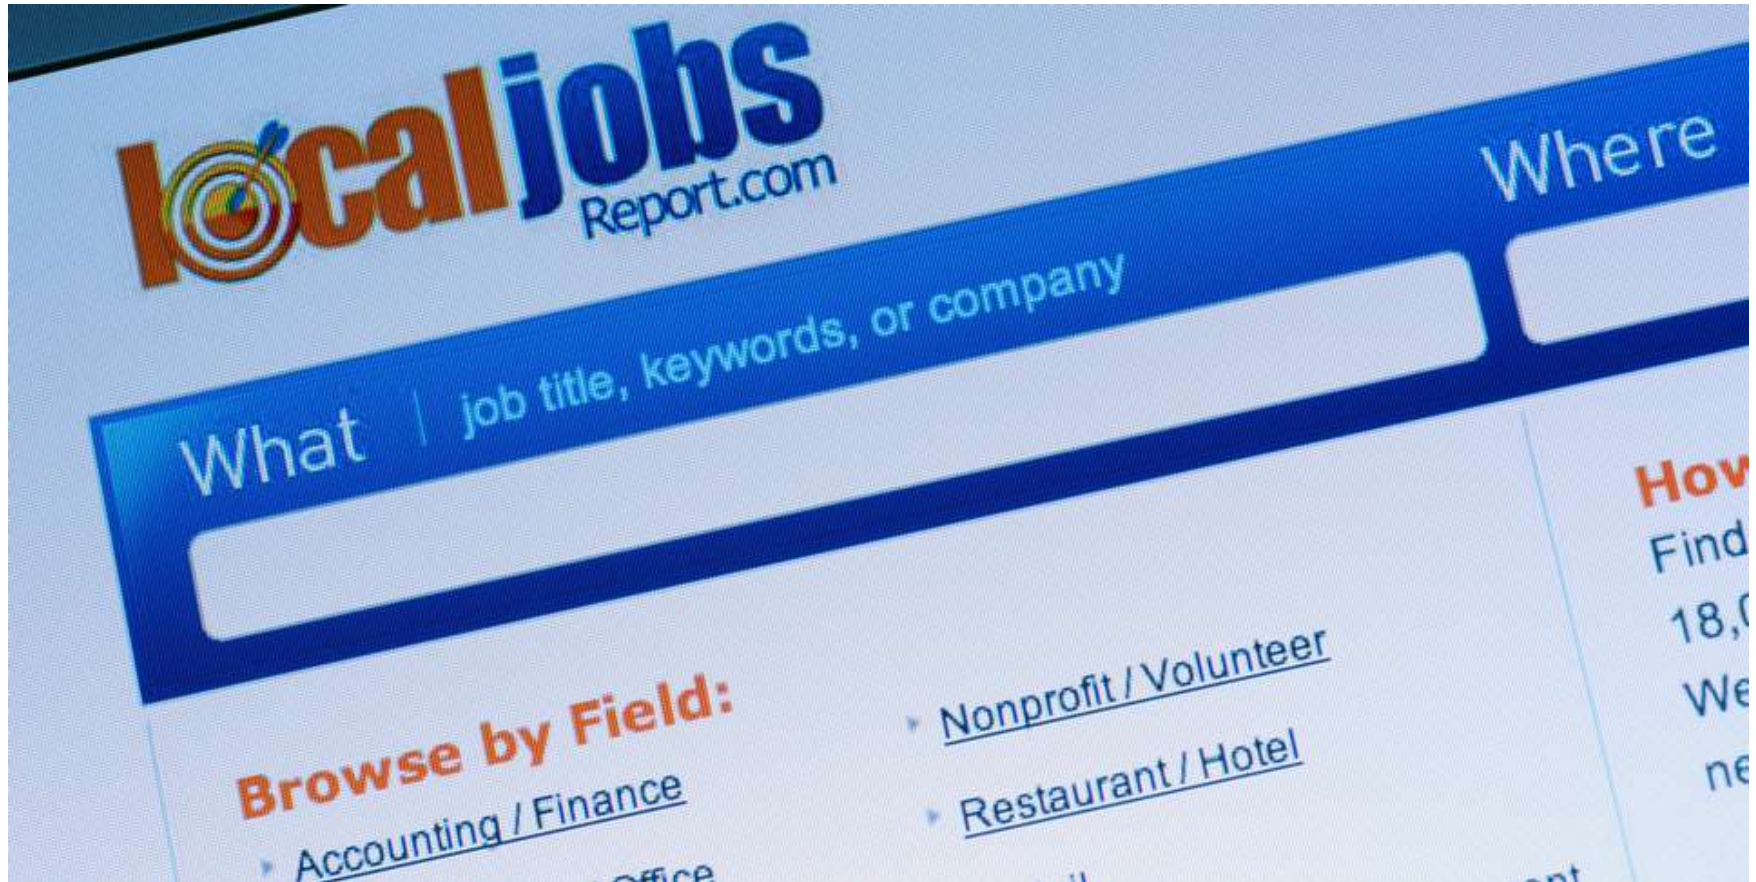 localjobs
Report.com
What | job title, keywords, or company
Where
Browse by Field:
Accounting / Finance
Office
Nonprofit / Volunteer
Restaurant / Hotel
Find